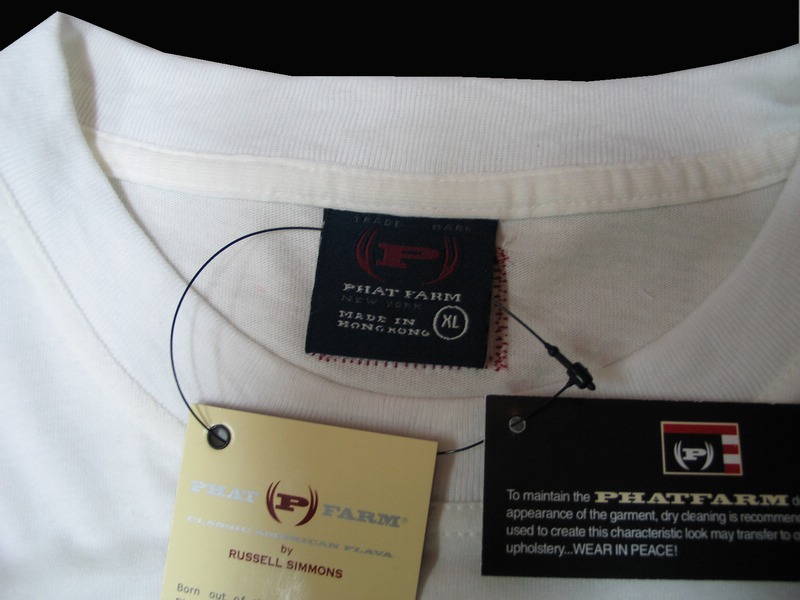 TRADE MARK
P
PHAT FARM
NEW YORK
MADE IN
HONGKONG
XL
PHAT P FARM®
CLASSIC AMERICAN FLAVA
by
RUSSELL SIMMONS
Born out of
P
To maintain the PHATFARM
appearance of the garment, dry cleaning is
used to create this characteristic look may transfer to
upholstery...WEAR IN PEACE!